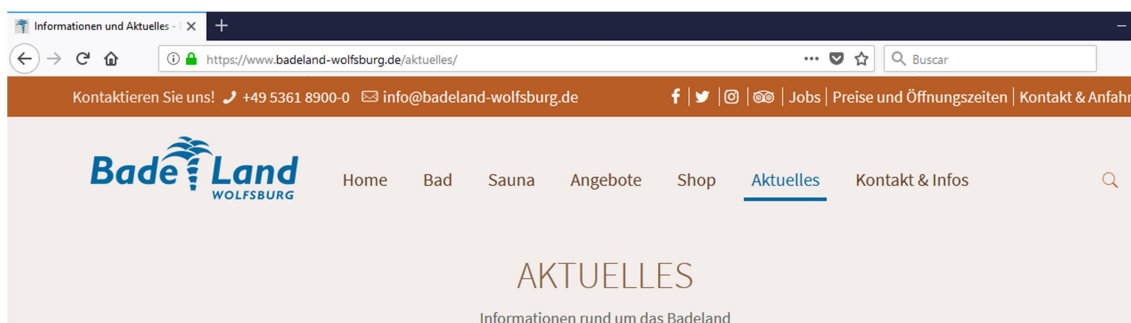 Informationen und Aktuelles -
https://www.badeland-wolfsburg.de/aktuelles/
Buscar
Kontaktieren Sie uns! +49 5361 8900-0 info@badeland-wolfsburg.de | | | | Jobs | Preise und Öffnungszeiten | Kontakt & Anfahr
BadeLand
WOLFSBURG
Home Bad Sauna Angebote Shop Aktuelles Kontakt & Infos
AKTUELLES
Informationen rund um das Badeland